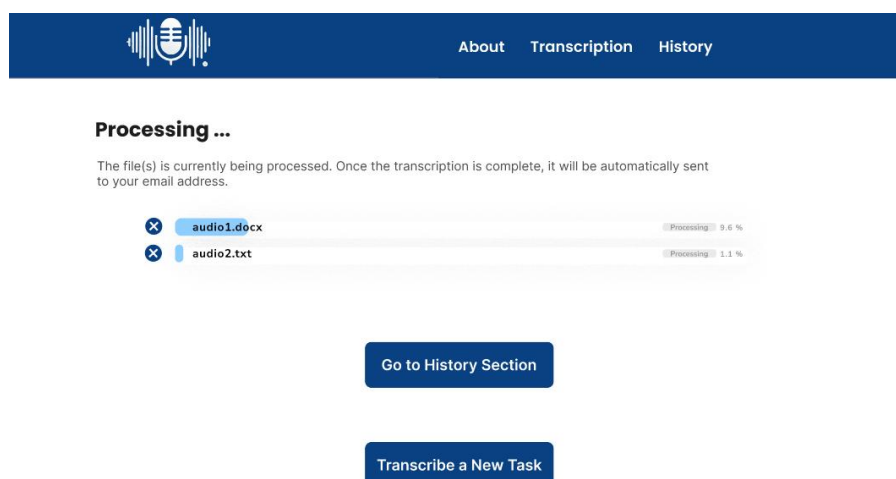 About Transcription History
Processing ...
The file(s) is currently being processed. Once the transcription is complete, it will be automatically sent
to your email address.
audio1.docx Processing 9.6 %
audio2.txt Processing 1.1 %
Go to History Section
Transcribe a New Task